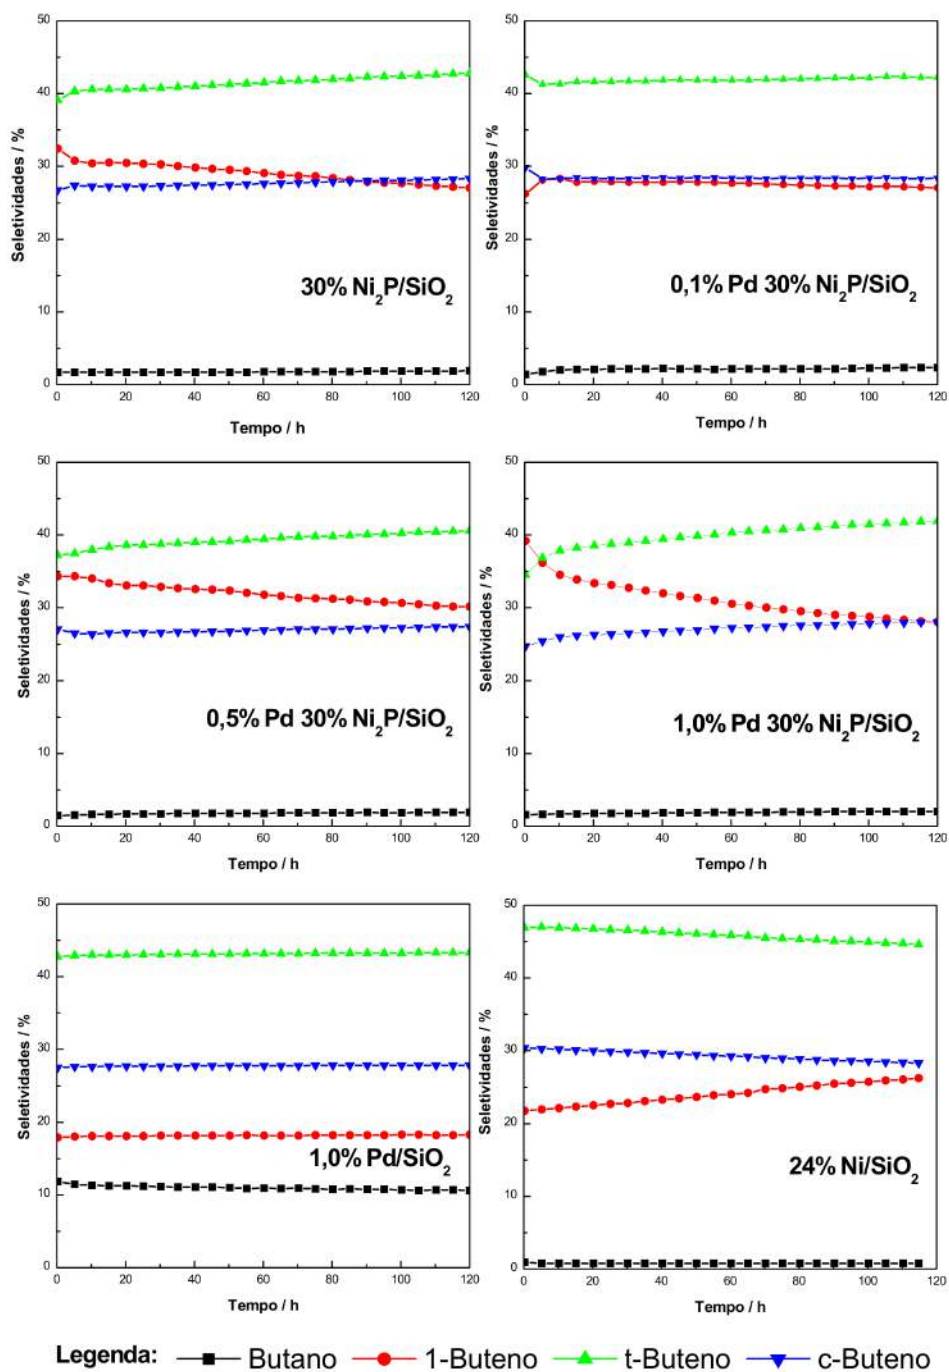 50
40
30
20
10
0
Seletividades / %
30% Ni₂P/SiO₂
0 20 40 60 80 100 120
Tempo / h
50
40
30
20
10
0
Seletividades / %
0,1% Pd 30% Ni₂P/SiO₂
0 20 40 60 80 100 120
Tempo / h
50
40
30
20
10
0
Seletividades / %
0,5% Pd 30% Ni₂P/SiO₂
0 20 40 60 80 100 120
Tempo / h
50
40
30
20
10
0
Seletividades / %
1,0% Pd 30% Ni₂P/SiO₂
0 20 40 60 80 100 120
Tempo / h
50
40
30
20
10
0
Seletividades / %
1,0% Pd/SiO₂
0 20 40 60 80 100 120
Tempo / h
50
40
30
20
10
0
Seletividades / %
24% Ni/SiO₂
0 20 40 60 80 100 120
Tempo / h
Legenda: Butano 1-Buteno t-Buteno c-Buteno